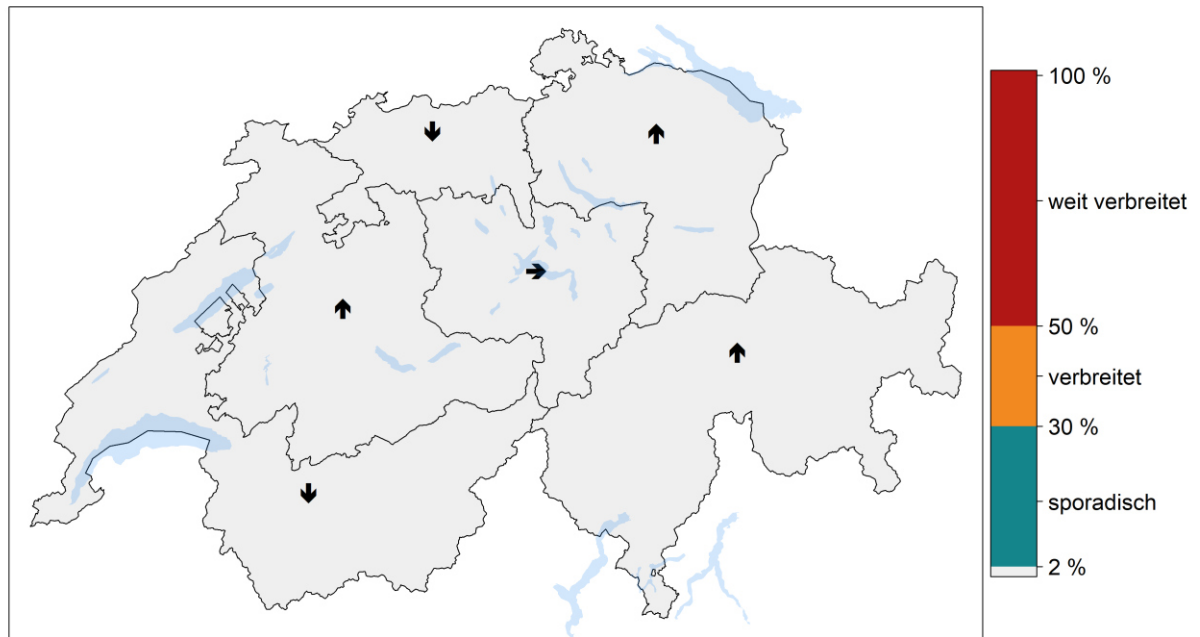 100 %
weit verbreitet
50 %
verbreitet
30 %
sporadisch
2 %